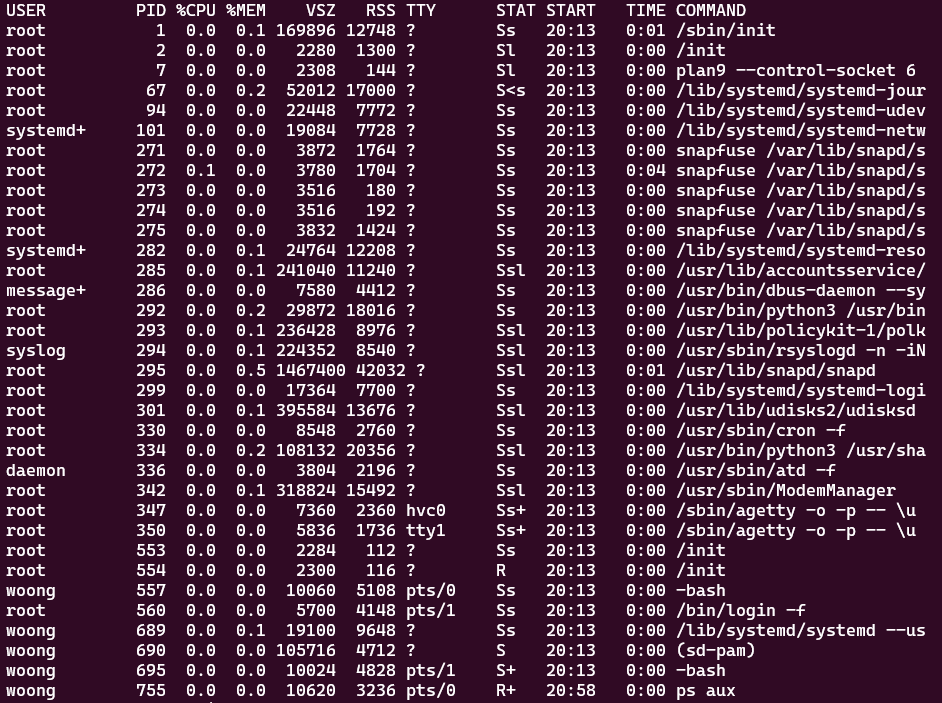 USER         PID %CPU %MEM    VSZ   RSS TTY      STAT START   TIME COMMAND
root           1  0.0  0.1 169896 12748 ?        Ss   20:13   0:01 /sbin/init
root           2  0.0  0.0   2280  1300 ?        Sl   20:13   0:00 /init
root           7  0.0  0.0   2308   144 ?        Sl   20:13   0:00 plan9 --control-socket 6
root          67  0.0  0.2  52012 17000 ?        S<s  20:13   0:00 /lib/systemd/systemd-jour
root          94  0.0  0.0  22448  7772 ?        Ss   20:13   0:00 /lib/systemd/systemd-udev
systemd+     101  0.0  0.0  19084  7728 ?        Ss   20:13   0:00 /lib/systemd/systemd-netw
root         271  0.0  0.0   3872  1764 ?        Ss   20:13   0:00 snapfuse /var/lib/snapd/s
root         272  0.1  0.0   3780  1704 ?        Ss   20:13   0:04 snapfuse /var/lib/snapd/s
root         273  0.0  0.0   3516   180 ?        Ss   20:13   0:00 snapfuse /var/lib/snapd/s
root         274  0.0  0.0   3516   192 ?        Ss   20:13   0:00 snapfuse /var/lib/snapd/s
root         275  0.0  0.0   3832  1424 ?        Ss   20:13   0:00 snapfuse /var/lib/snapd/s
systemd+     282  0.0  0.1  24764 12208 ?        Ss   20:13   0:00 /lib/systemd/systemd-reso
root         285  0.0  0.1 241040 11240 ?        Ssl  20:13   0:00 /usr/lib/accountsservice/
message+     286  0.0  0.0   7580  4412 ?        Ss   20:13   0:00 /usr/bin/dbus-daemon --sy
root         292  0.0  0.2  29872 18016 ?        Ss   20:13   0:00 /usr/bin/python3 /usr/bin
root         293  0.0  0.1 236428  8976 ?        Ssl  20:13   0:00 /usr/lib/policykit-1/polk
syslog       294  0.0  0.1 224352  8540 ?        Ssl  20:13   0:00 /usr/sbin/rsyslogd -n -iN
root         295  0.0  0.5 1467400 42032 ?       Ssl  20:13   0:01 /usr/lib/snapd/snapd
root         299  0.0  0.0  17364  7700 ?        Ss   20:13   0:00 /lib/systemd/systemd-logi
root         301  0.0  0.1 395584 13676 ?        Ssl  20:13   0:00 /usr/lib/udisks2/udisksd
root         330  0.0  0.0   8548  2760 ?        Ss   20:13   0:00 /usr/sbin/cron -f
root         334  0.0  0.2 108132 20356 ?        Ssl  20:13   0:00 /usr/bin/python3 /usr/sha
daemon       336  0.0  0.0   3804  2196 ?        Ss   20:13   0:00 /usr/sbin/atd -f
root         342  0.0  0.1 318824 15492 ?        Ssl  20:13   0:00 /usr/sbin/ModemManager
root         347  0.0  0.0   7360  2360 hvc0     Ss+  20:13   0:00 /sbin/agetty -o -p -- \u
root         350  0.0  0.0   5836  1736 tty1     Ss+  20:13   0:00 /sbin/agetty -o -p -- \u
root         553  0.0  0.0   2284   112 ?        Ss   20:13   0:00 /init
root         554  0.0  0.0   2300   116 ?        R    20:13   0:00 /init
woong        557  0.0  0.0  10060  5108 pts/0    Ss   20:13   0:00 -bash
root         560  0.0  0.0   5700  4148 pts/1    Ss   20:13   0:00 /bin/login -f
woong        689  0.0  0.1  19100  9648 ?        Ss   20:13   0:00 /lib/systemd/systemd --us
woong        690  0.0  0.0 105716  4712 ?        S    20:13   0:00 (sd-pam)
woong        695  0.0  0.0  10024  4828 pts/1    S+   20:13   0:00 -bash
woong        755  0.0  0.0  10620  3236 pts/0    R+   20:58   0:00 ps aux